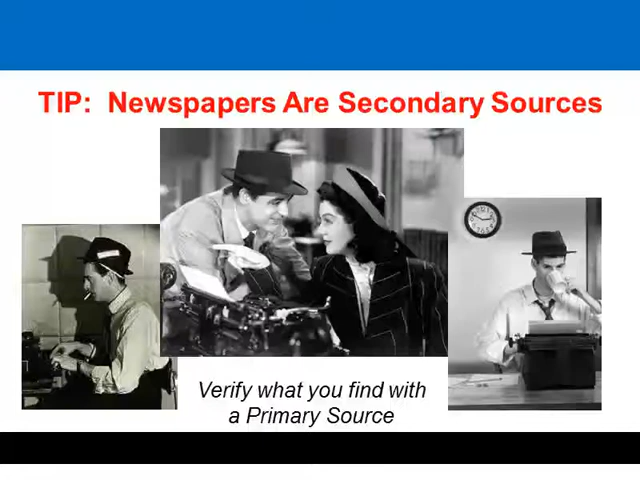 TIP: Newspapers Are Secondary Sources
Verify what you find with
a Primary Source